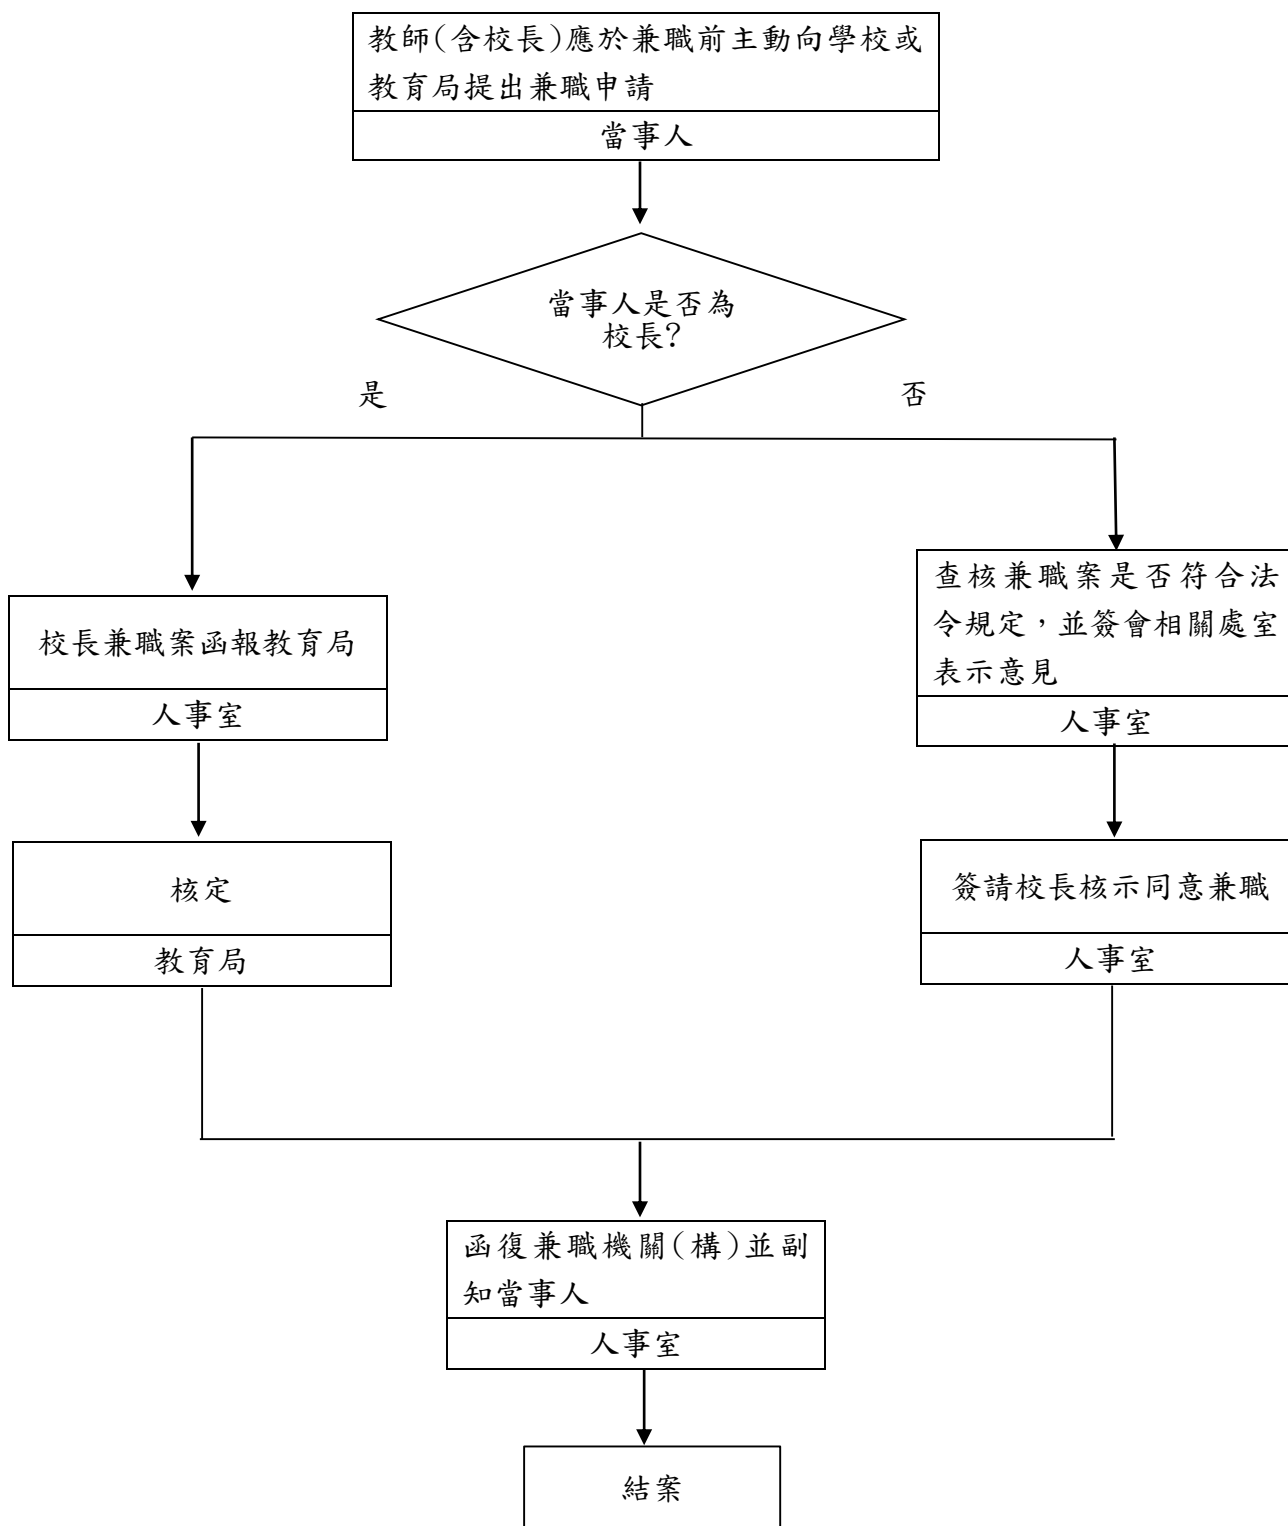 教師(含校長)應於兼職前主動向學校或
教育局提出兼職申請
當事人
當事人是否為
校長?
是
否
校長兼職案函報教育局
人事室
查核兼職案是否符合法
令規定，並簽會相關處室
表示意見
人事室
核定
教育局
簽請校長核示同意兼職
人事室
函復兼職機關(構)並副
知當事人
人事室
結案